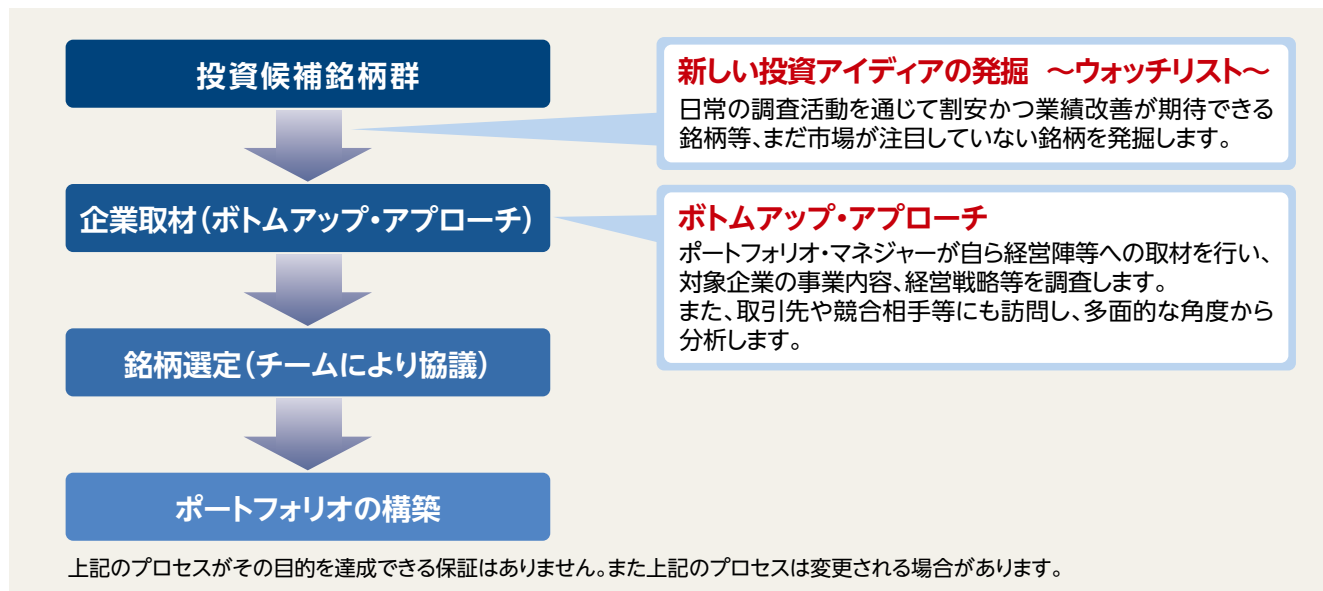 投資候補銘柄群
新しい投資アイディアの発掘 ～ウォッチリスト～
日常の調査活動を通じて割安かつ業績改善が期待できる
銘柄等、まだ市場が注目していない銘柄を発掘します。
企業取材（ボトムアップ・アプローチ）
ボトムアップ・アプローチ
ポートフォリオ・マネジャーが自ら経営陣等への取材を行い、
対象企業の事業内容、経営戦略等を調査します。
また、取引先や競合相手等にも訪問し、多面的な角度から
分析します。
銘柄選定（チームにより協議）
ポートフォリオの構築
上記のプロセスがその目的を達成できる保証はありません。また上記のプロセスは変更される場合があります。